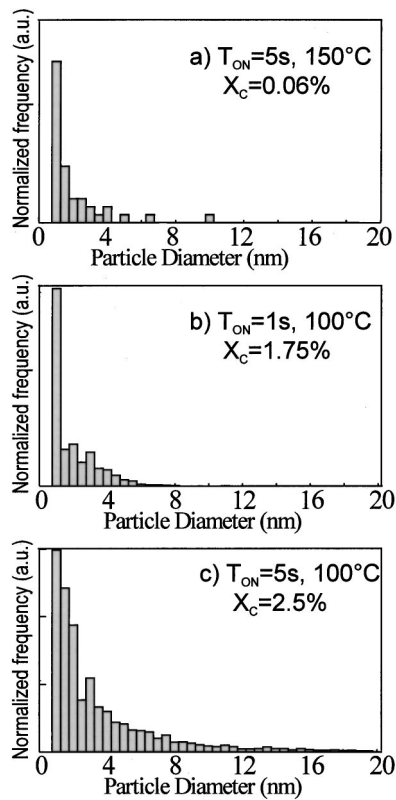 Normalized frequency (a.u.)
a) T_ON=5s, 150°C
X_C=0.06%
0 4 8 12 16 20
Particle Diameter (nm)
Normalized frequency (a.u.)
b) T_ON=1s, 100°C
X_C=1.75%
0 4 8 12 16 20
Particle Diameter (nm)
Normalized frequency (a.u.)
c) T_ON=5s, 100°C
X_C=2.5%
0 4 8 12 16 20
Particle Diameter (nm)